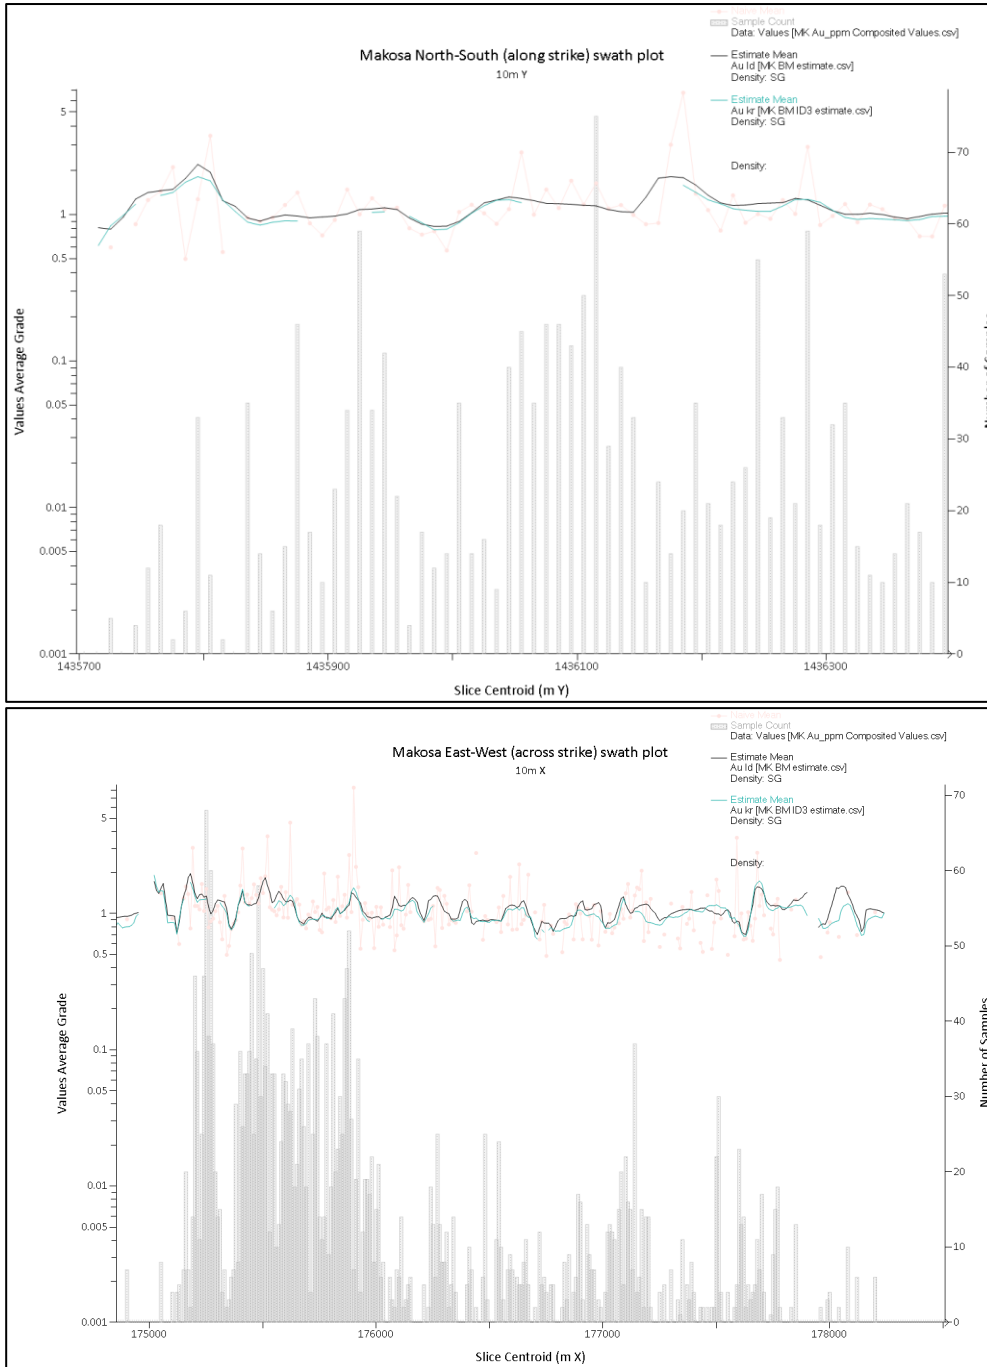 Sample Count
Data: Values [MK Au_ppm Composited Values.csv]
Makosa North-South (along strike) swath plot
10m Y
Estimate Mean
Au Id [MK BM estimate.csv]
Density: SG
Estimate Mean
Au kr [MK BM ID3 estimate.csv]
Density: SG
Density:
5
1
0.5
0.1
0.05
0.01
0.005
0.001
70
60
50
40
30
20
10
0
Values Average Grade
1435700
1435900
1436100
1436300
Slice Centroid (m Y)
Sample Count
Data: Values [MK Au_ppm Composited Values.csv]
Makosa East-West (across strike) swath plot
10m X
Estimate Mean
Au Id [MK BM estimate.csv]
Density: SG
Estimate Mean
Au kr [MK BM ID3 estimate.csv]
Density: SG
Density:
5
1
0.5
0.1
0.05
0.01
0.005
0.001
70
60
50
40
30
20
10
0
Values Average Grade
Number of Samples
175000
176000
177000
178000
Slice Centroid (m X)